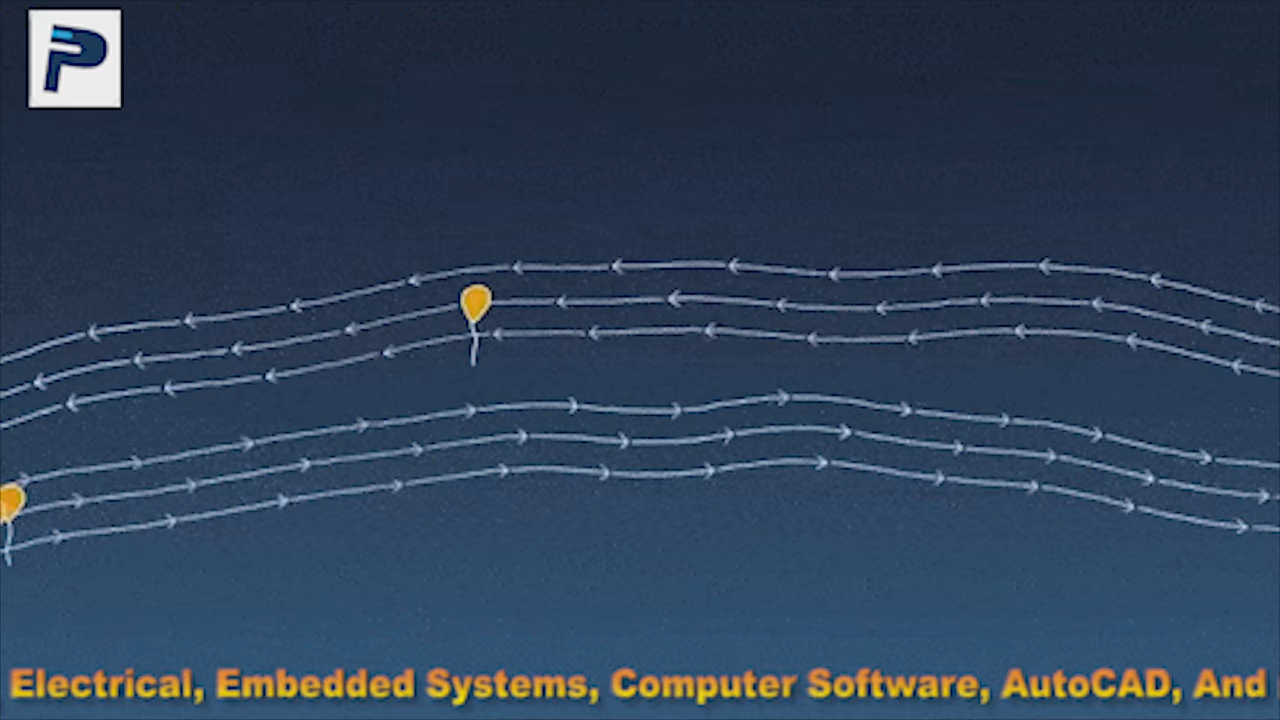 P
Electrical, Embedded Systems, Computer Software, AutoCAD, And